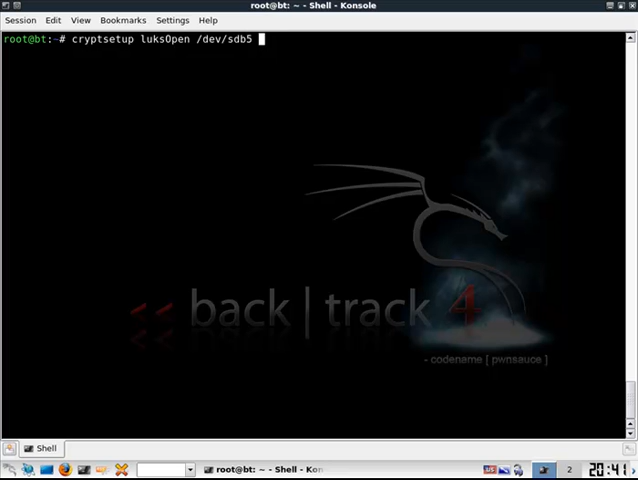 root@bt: ~ - Shell - Konsole
Session Edit View Bookmarks Settings Help
root@bt:~# cryptsetup luksOpen /dev/sdb5
<< back | track 4
- codename [ pwnsauce ]
Shell
root@bt: ~ - Shell - Kon
US
2
20:41